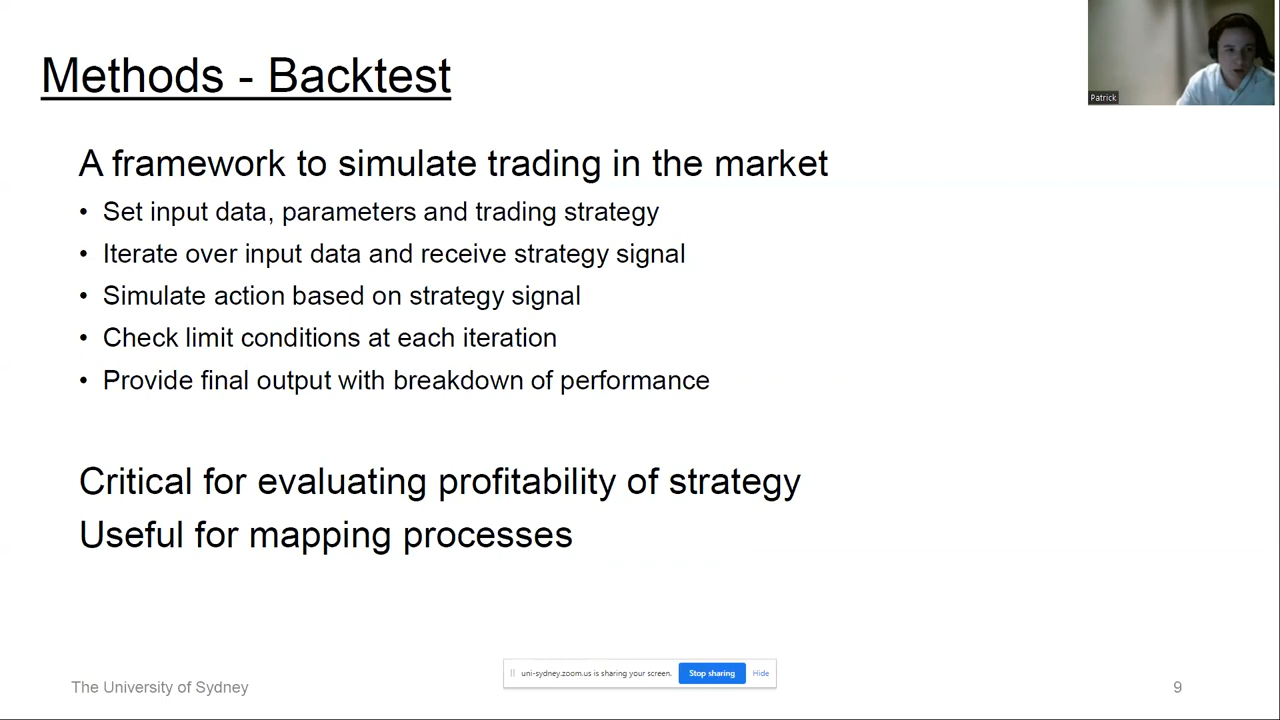 Methods - Backtest
Patrick
A framework to simulate trading in the market
• Set input data, parameters and trading strategy
• Iterate over input data and receive strategy signal
• Simulate action based on strategy signal
• Check limit conditions at each iteration
• Provide final output with breakdown of performance
Critical for evaluating profitability of strategy
Useful for mapping processes
uni-sydney.zoom.us is sharing your screen. Stop sharing Hide
The University of Sydney 9